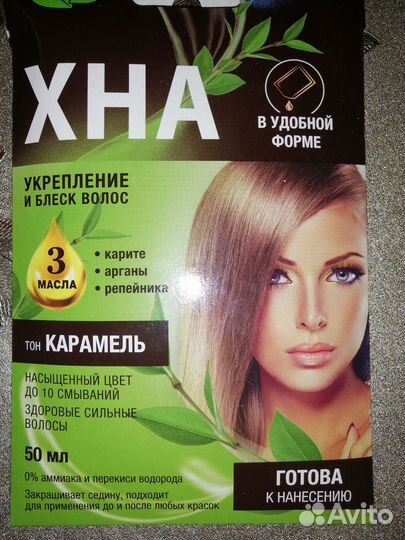 ХНА
В УДОБНОЙ
ФОРМЕ
УКРЕПЛЕНИЕ
И БЛЕСК ВОЛОС
3
МАСЛА
• карите
• арганы
• репейника
тон КАРАМЕЛЬ
НАСЫЩЕННЫЙ ЦВЕТ
ДО 10 СМЫВАНИЙ
ЗДОРОВЫЕ СИЛЬНЫЕ
ВОЛОСЫ
50 мл
0% аммиака и перекиси водорода
Закрашивает седину, подходит
для применения до и после любых красок
ГОТОВА
К НАНЕСЕНИЮ
Avito